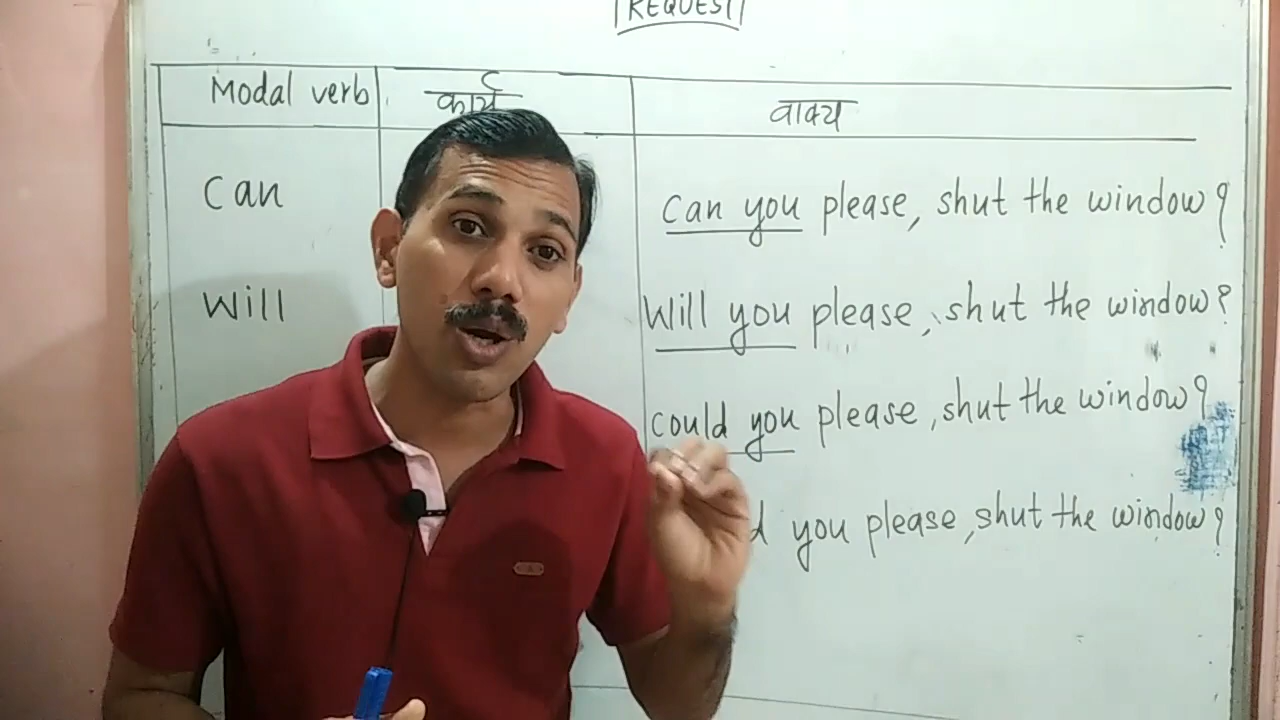 REQUEST
Modal verb कार्य वाक्य
Can Can you please, shut the window?
Will Will you please, shut the window?
could you please, shut the window?
you please, shut the window?